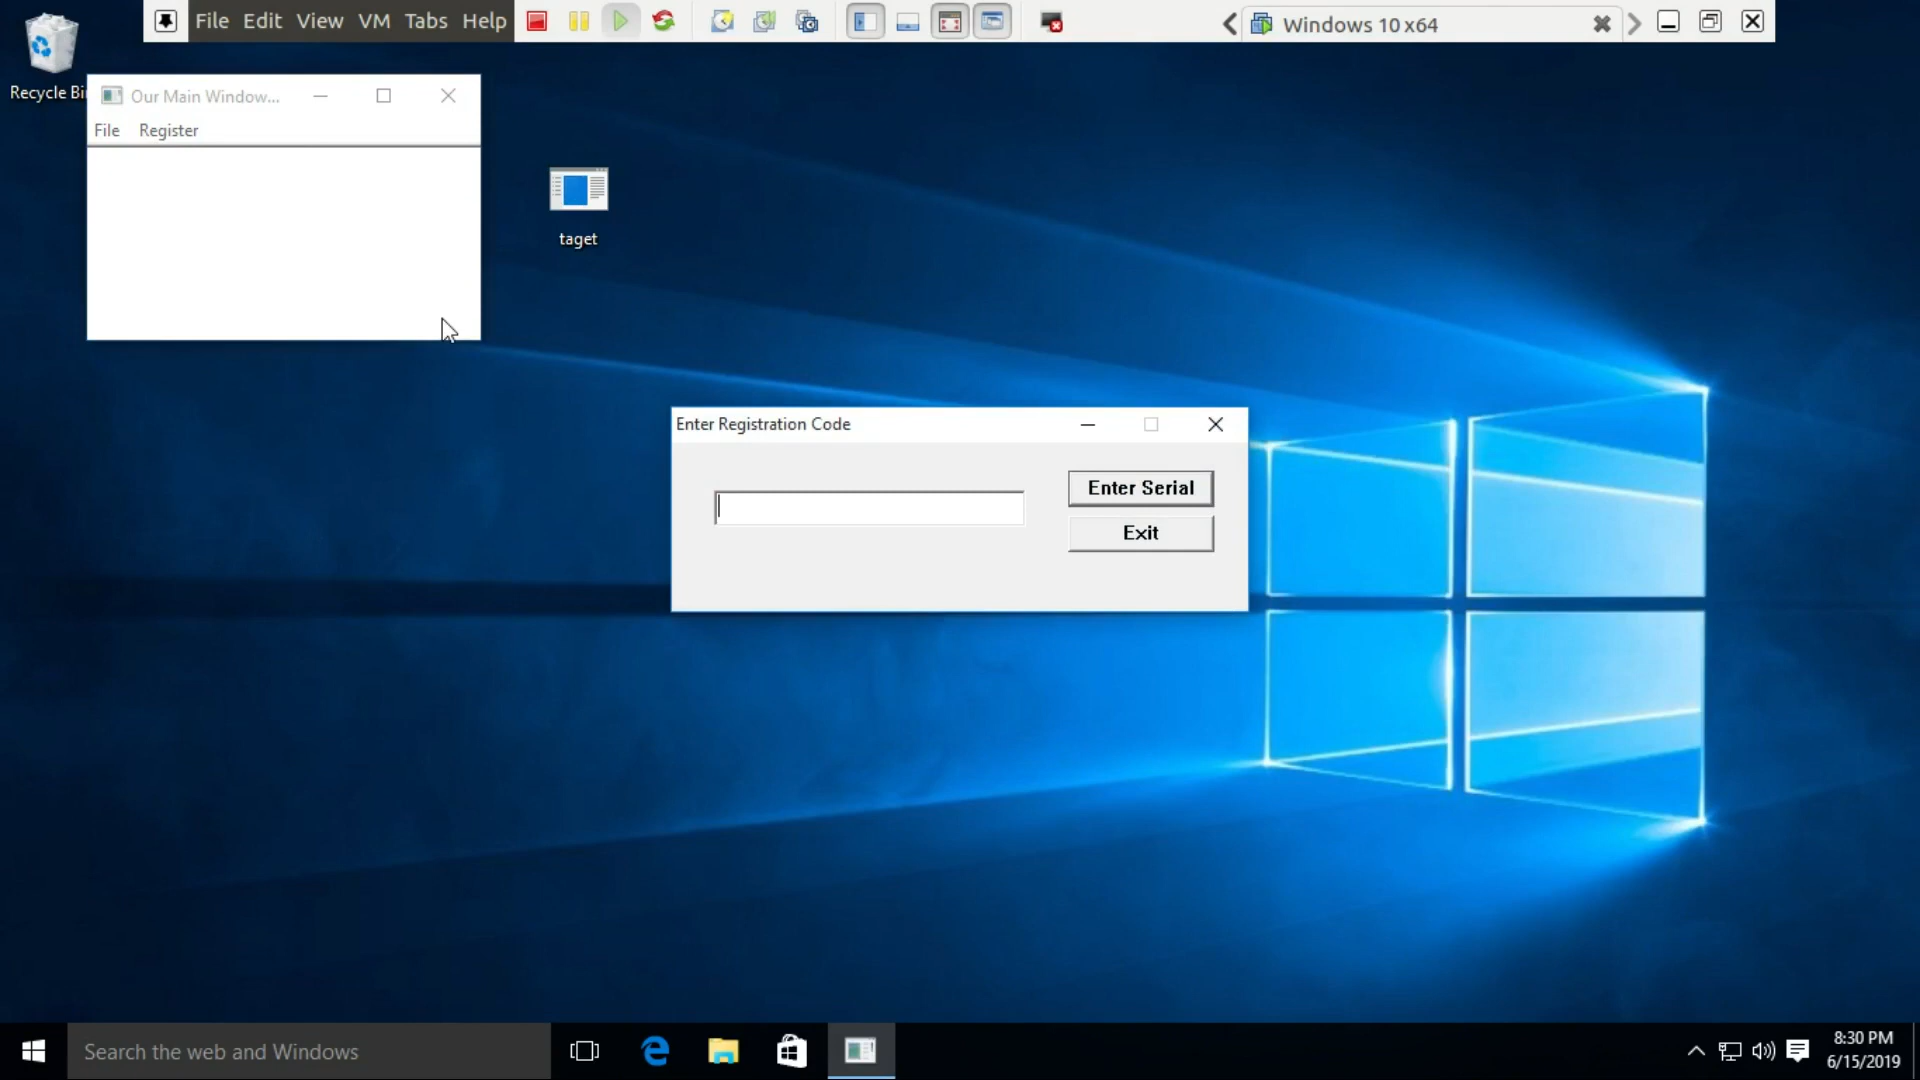 File Edit View VM Tabs Help
Windows 10 x64
Recycle Bi
Our Main Window...
File Register
taget
Enter Registration Code
Enter Serial
Exit
Search the web and Windows
8:30 PM
6/15/2019